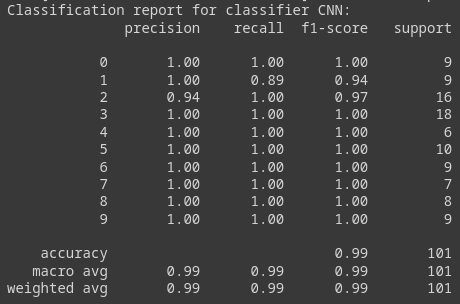 Classification report for classifier CNN:
precision recall f1-score support
0 1.00 1.00 1.00 9
1 1.00 0.89 0.94 9
2 0.94 1.00 0.97 16
3 1.00 1.00 1.00 18
4 1.00 1.00 1.00 6
5 1.00 1.00 1.00 10
6 1.00 1.00 1.00 9
7 1.00 1.00 1.00 7
8 1.00 1.00 1.00 8
9 1.00 1.00 1.00 9
accuracy 0.99 101
macro avg 0.99 0.99 0.99 101
weighted avg 0.99 0.99 0.99 101